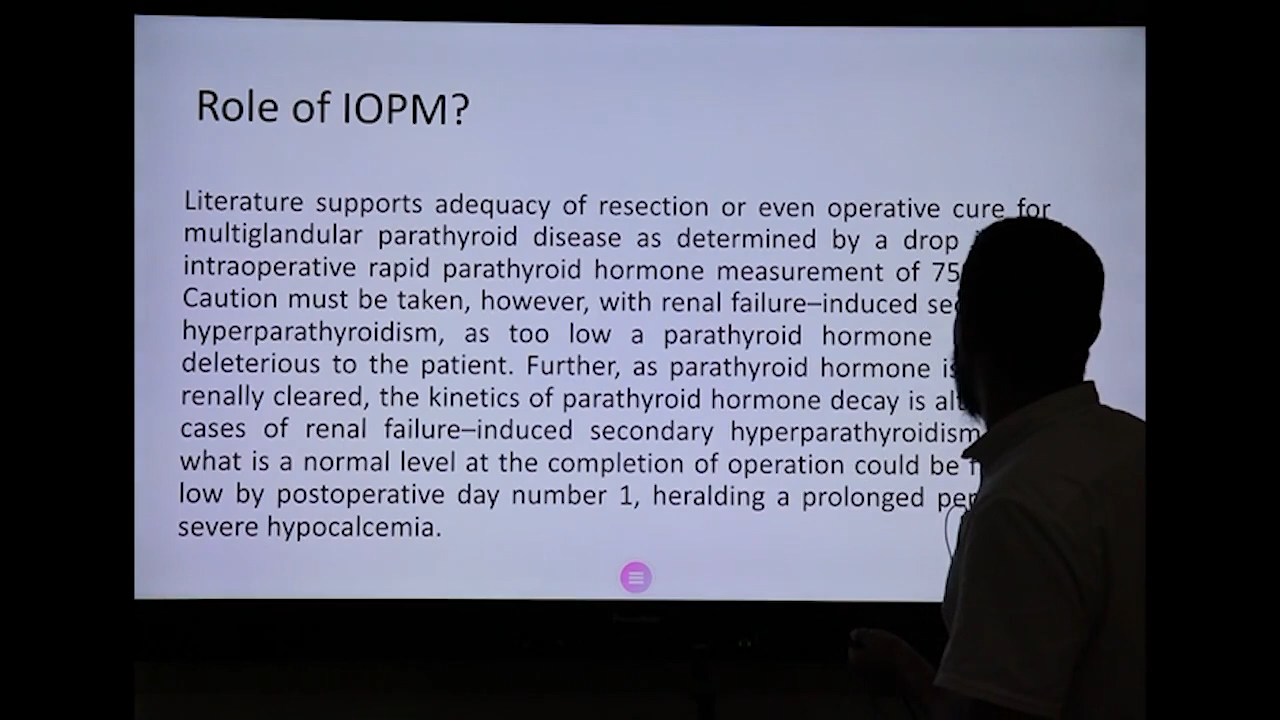 Role of IOPM?
Literature supports adequacy of resection or even operative cure for
multiglandular parathyroid disease as determined by a drop
intraoperative rapid parathyroid hormone measurement of 75
Caution must be taken, however, with renal failure–induced
hyperparathyroidism, as too low a parathyroid hormone
deleterious to the patient. Further, as parathyroid hormone
renally cleared, the kinetics of parathyroid hormone decay is
cases of renal failure–induced secondary hyperparathyroidism
what is a normal level at the completion of operation could be
low by postoperative day number 1, heralding a prolonged
severe hypocalcemia.